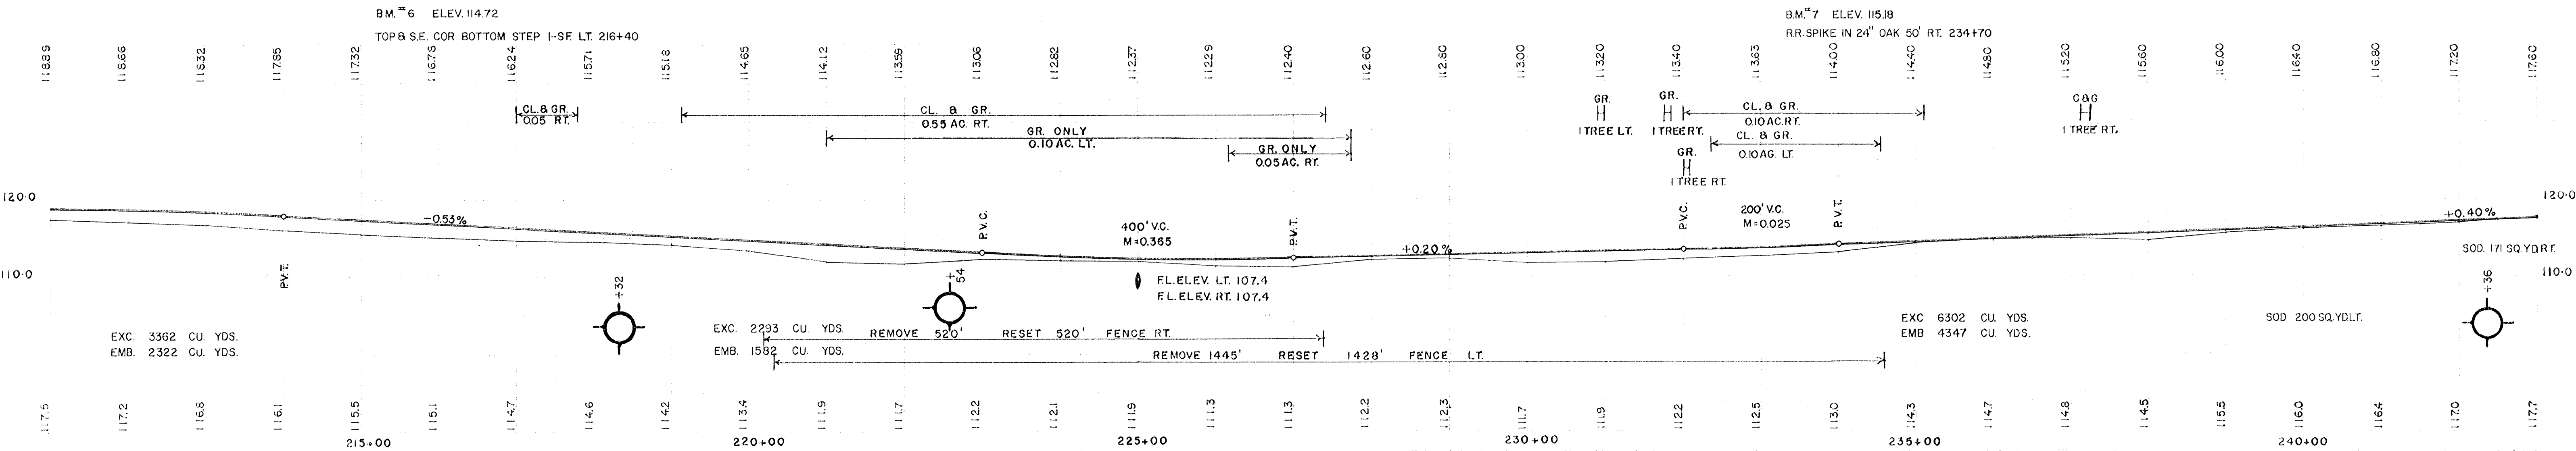 B.M.#6 ELEV. 114.72
TOP & S.E. COR BOTTOM STEP 1-S.F. LT. 216+40
B.M.#7 ELEV. 115.18
R.R. SPIKE IN 24" OAK 50' RT. 234+70
118.89 118.66 118.32 117.85 117.32 116.78 116.24 115.71 115.18 114.65 114.12 113.59 113.06 112.82 112.37 112.29 112.40 112.60 112.80 113.00 113.20 113.40 113.63 114.00 114.40 114.80 115.20 115.60 116.00 116.40 116.80 117.20 117.60
CL. & GR.
0.05 RT.
CL. & GR.
0.55 AC. RT.
GR. ONLY
0.10 AC. LT.
GR. ONLY
0.05 AC. RT.
GR.
1 TREE LT.
GR.
1 TREE RT.
CL. & GR.
0.10 AC. RT.
CL. & GR.
0.10 AC. LT.
GR.
1 TREE RT.
C & G
1 TREE RT.
120.0
120.0
-0.53%
P.V.C.
400' V.C.
M=0.365
P.V.T.
+0.20%
P.V.C.
200' V.C.
M=0.025
P.V.T.
+0.40%
SOD. 171 SQ.YD.RT.
110.0
110.0
P.V.T.
+32
+54
F.L. ELEV. LT. 107.4
F.L. ELEV. RT. 107.4
+36
EXC. 3362 CU. YDS.
EMB. 2322 CU. YDS.
EXC. 2293 CU. YDS.
EMB. 1582 CU. YDS.
REMOVE 520' RESET 520' FENCE RT.
REMOVE 1445' RESET 1428' FENCE LT.
EXC 6302 CU. YDS.
EMB. 4347 CU. YDS.
SOD 200 SQ.YD.LT.
117.5 117.2 116.8 116.1 115.5 115.1 114.7 114.6 114.2 113.4 111.9 111.7 112.2 112.1 111.9 111.3 111.3 112.2 112.3 111.7 111.9 112.2 112.5 113.0 114.3 114.7 114.8 114.5 115.5 116.0 116.4 117.0 117.7
215+00 220+00 225+00 230+00 235+00 240+00